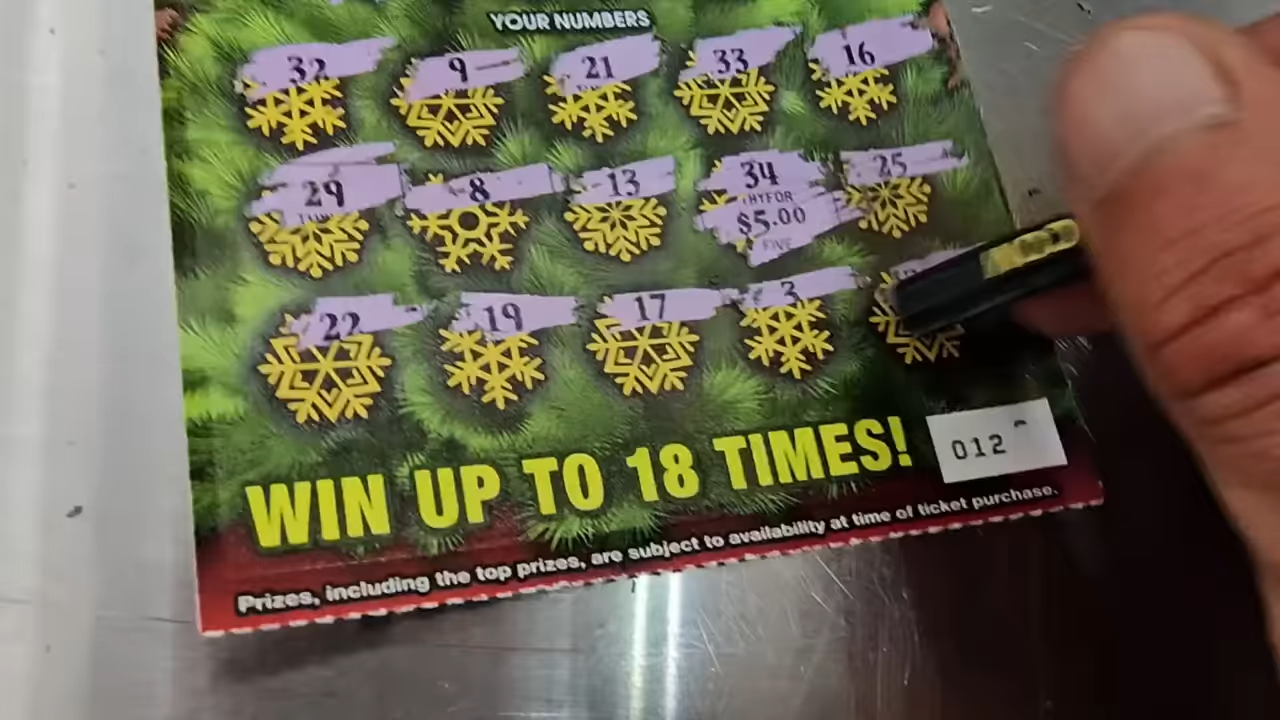 YOUR NUMBERS
32 9 21 33 16
29 8 13 34 25
$5.00
FIVE
22 19 17 3
WIN UP TO 18 TIMES!
012
Prizes, including the top prizes, are subject to availability at time of ticket purchase.